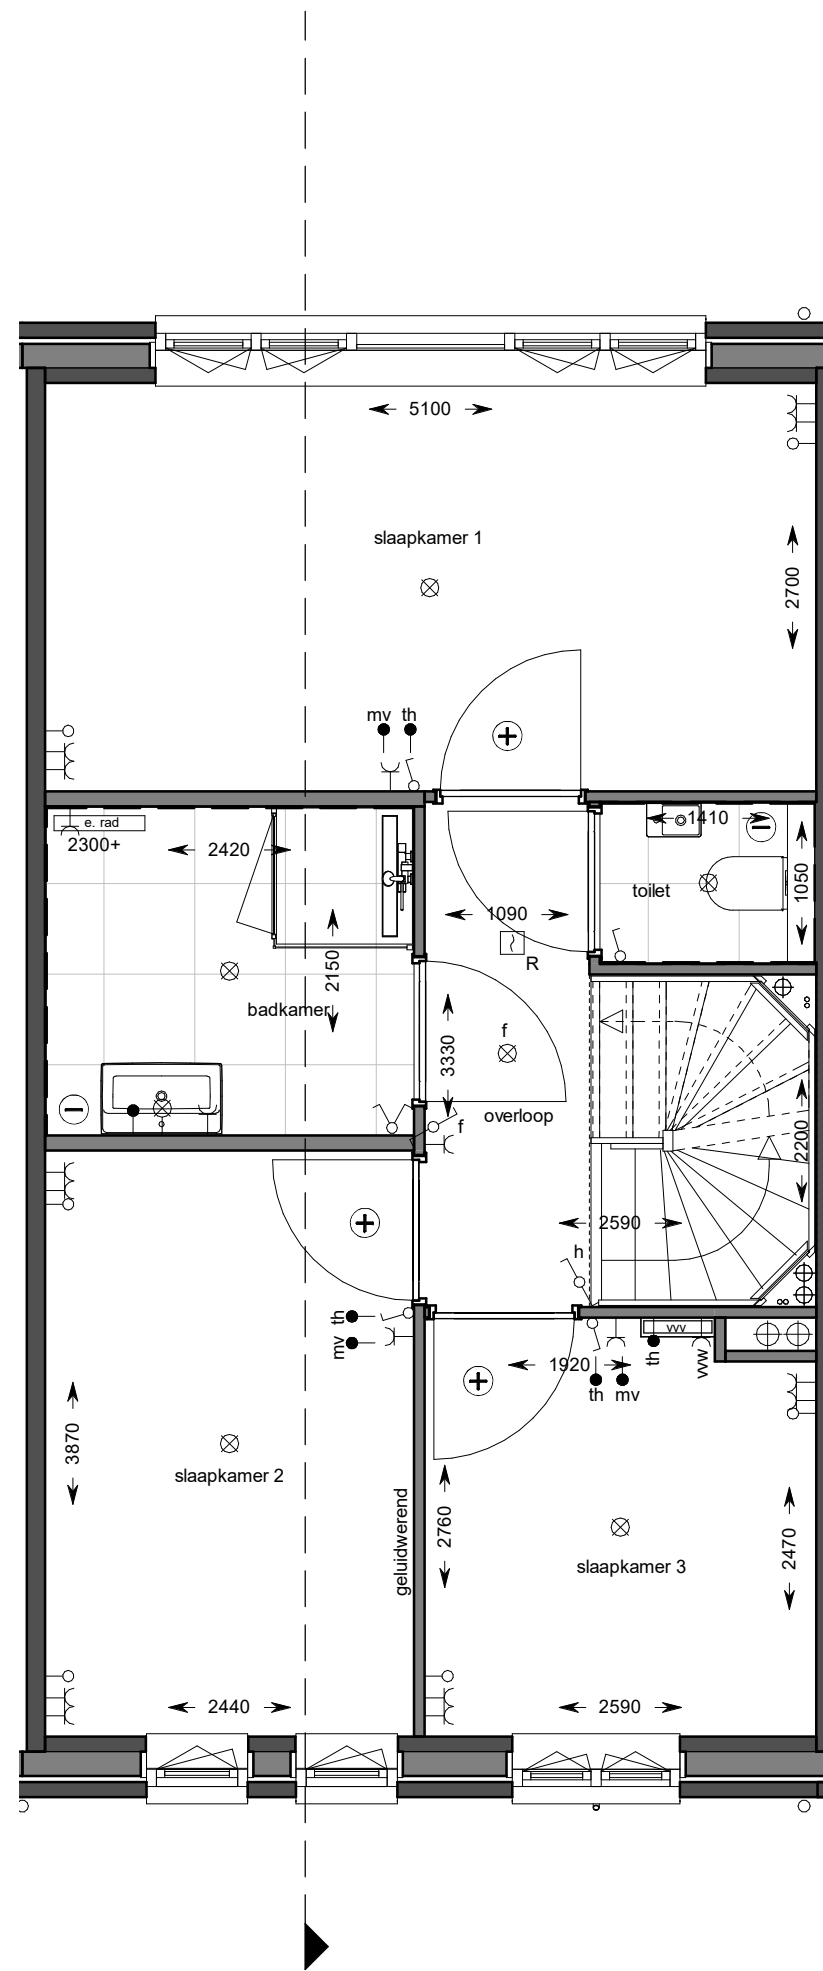 5100
slaapkamer 1
2700
mv th
e. rad
2300+
2420
1410
1050
toilet
1090
R
2150
badkamer
3330
f
overloop
f
2200
2590
h
th
mv
vvv
1920
th
vvw
th mv
3870
slaapkamer 2
geluidwerend
2760
2470
slaapkamer 3
2440
2590